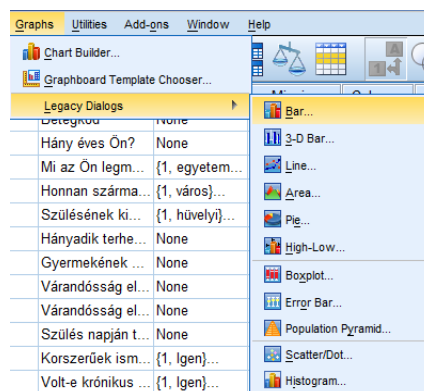 Graphs Utilities Add-ons Window Help
Chart Builder...
Graphboard Template Chooser...
Legacy Dialogs
Bar...
3-D Bar...
Line...
Area...
Pie...
High-Low...
Boxplot...
Error Bar...
Population Pyramid...
Scatter/Dot...
Histogram...
Hány éves Ön? None
Mi az Ön legm... {1, egyetem...
Honnan szárma... {1, város}...
Szülésének ki... {1, hüvelyi}...
Hányadik terhe... None
Gyermekének ... None
Várandósság el... None
Várandósság el... None
Szülés napján t... None
Korszerűek ism... {1, Igen}...
Volt-e krónikus ... {1, Igen}...